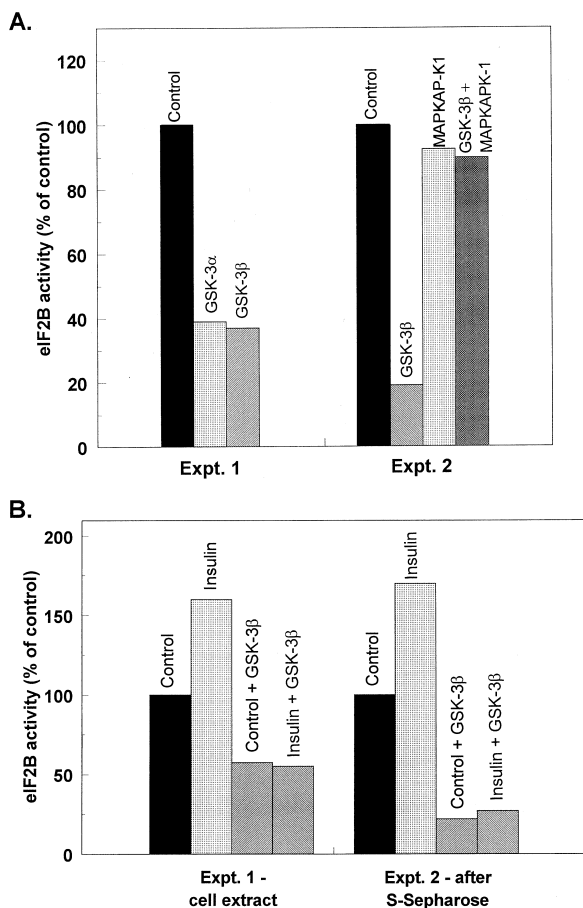 A.
eIF2B activity (% of control)
120
100
80
60
40
20
0
Control
GSK-3α
GSK-3β
Control
GSK-3β
MAPKAP-K1
GSK-3β +
MAPKAPK-1
Expt. 1
Expt. 2
B.
eIF2B activity (% of control)
200
150
100
50
0
Control
Insulin
Control + GSK-3β
Insulin + GSK-3β
Control
Insulin
Control + GSK-3β
Insulin + GSK-3β
Expt. 1 -
cell extract
Expt. 2 - after
S-Sepharose